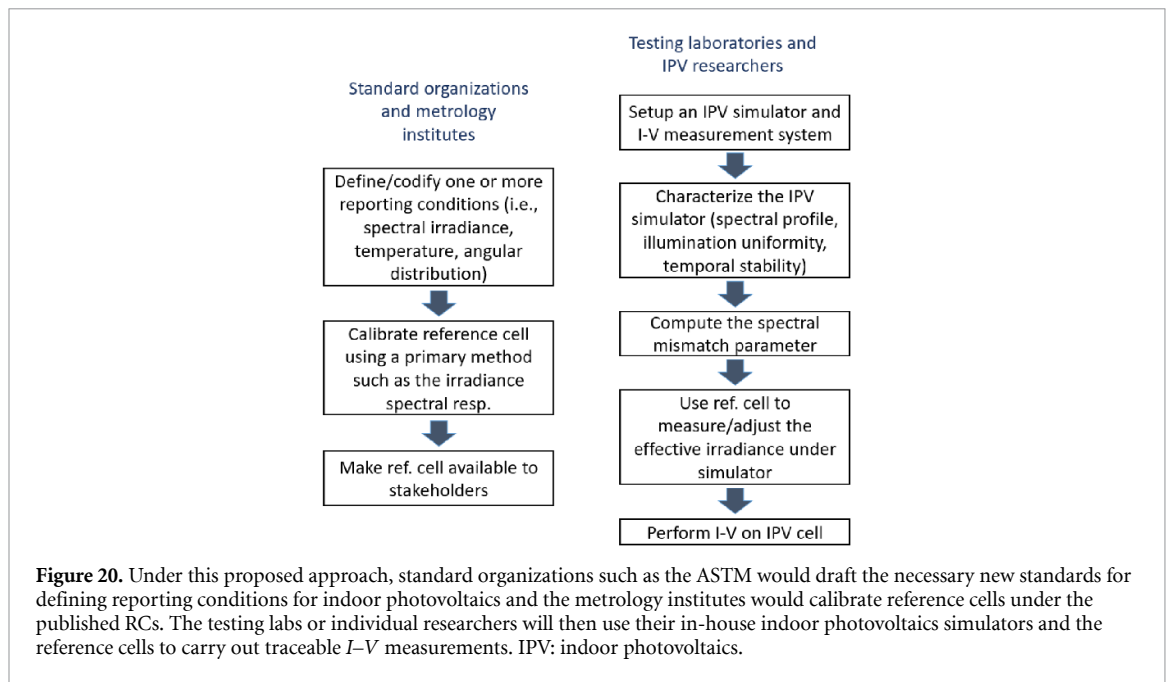 Standard organizations
and metrology
institutes
Define/codify one or more
reporting conditions (i.e.,
spectral irradiance,
temperature, angular
distribution)
Calibrate reference cell
using a primary method
such as the irradiance
spectral resp.
Make ref. cell available to
stakeholders
Testing laboratories and
IPV researchers
Setup an IPV simulator and
I-V measurement system
Characterize the IPV
simulator (spectral profile,
illumination uniformity,
temporal stability)
Compute the spectral
mismatch parameter
Use ref. cell to
measure/adjust the
effective irradiance under
simulator
Perform I-V on IPV cell
Figure 20. Under this proposed approach, standard organizations such as the ASTM would draft the necessary new standards for
defining reporting conditions for indoor photovoltaics and the metrology institutes would calibrate reference cells under the
published RCs. The testing labs or individual researchers will then use their in-house indoor photovoltaics simulators and the
reference cells to carry out traceable I–V measurements. IPV: indoor photovoltaics.